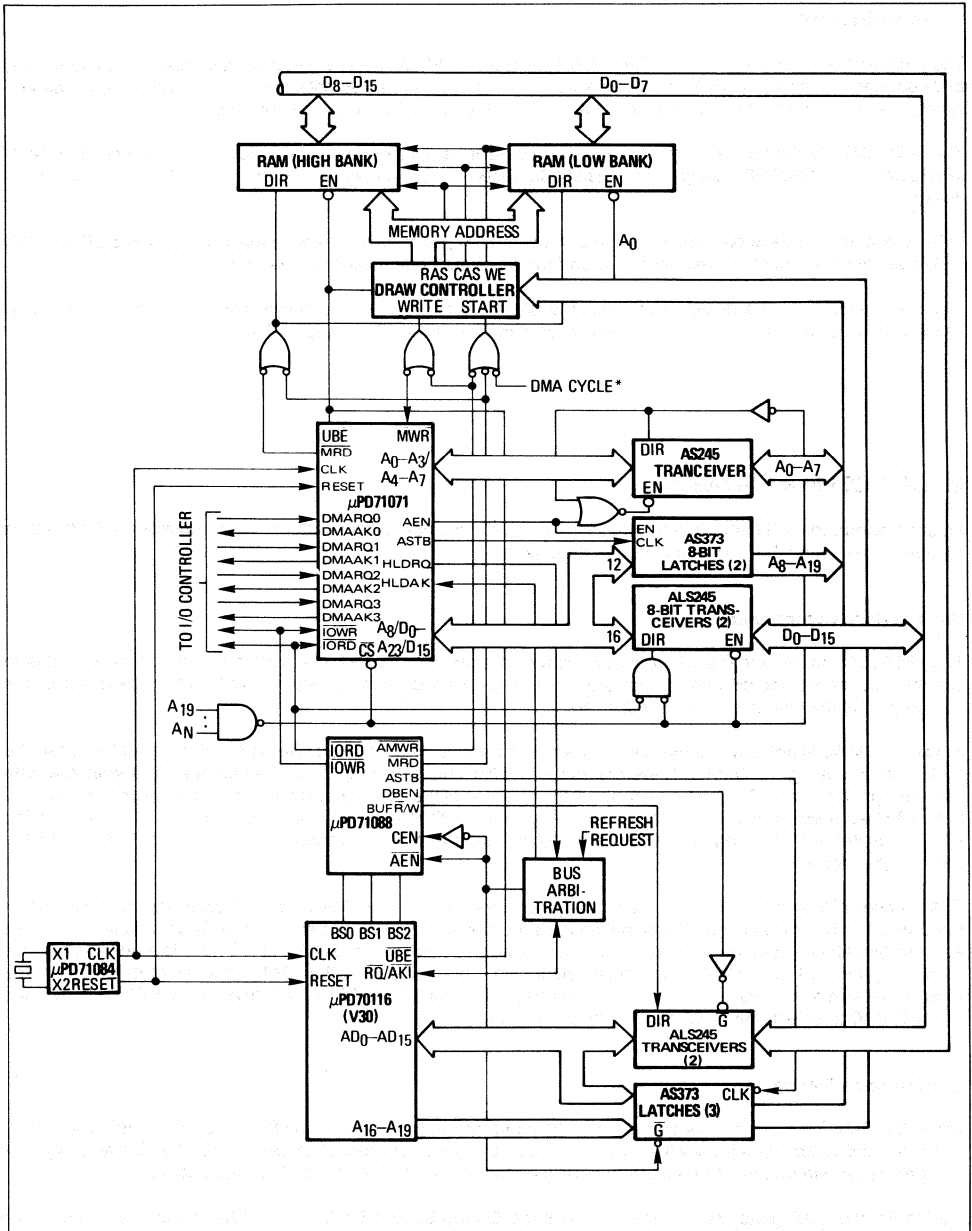 D8–D15 D0–D7
RAM (HIGH BANK)
DIR EN
RAM (LOW BANK)
DIR EN
MEMORY ADDRESS
A0
RAS CAS WE
DRAW CONTROLLER
WRITE START
DMA CYCLE*
UBE MWR
MRD
CLK
RESET
A0–A3/
A4–A7
µPD71071
DMARQ0
DMAAK0
DMARQ1
DMAAK1
DMARQ2
DMAAK2
DMARQ3
DMAAK3
IOWR
IORD
CS
AEN
ASTB
HLDRQ
HLDAK
A8/D0–
A23/D15
TO I/O CONTROLLER
DIR AS245
TRANCEIVER
EN
A0–A7
EN
CLK AS373
8-BIT
LATCHES (2)
A8–A19
12
ALS245
8-BIT TRANS-
CEIVERS (2)
DIR EN
16
D0–D15
A19
:
AN
IORD
IOWR
AMWR
MRD
ASTB
DBEN
BUFR/W
µPD71088
CEN
AEN
REFRESH
REQUEST
BUS
ARBI-
TRATION
X1 CLK
µPD71084
X2 RESET
BS0 BS1 BS2
CLK
UBE
RQ/AKI
RESET
µPD70116
(V30)
AD0–AD15
A16–A19
DIR G
ALS245
TRANSCEIVERS
(2)
AS373 CLK
LATCHES (3)
G